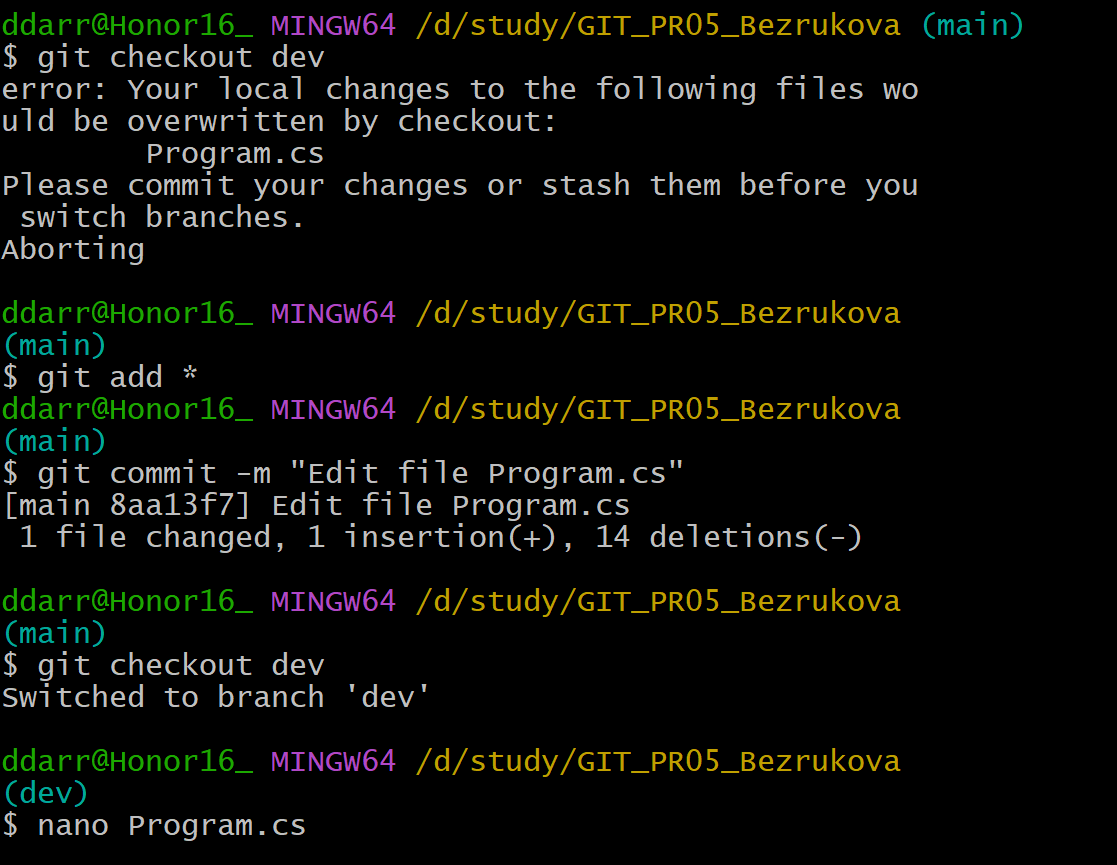 ddarr@Honor16_ MINGW64 /d/study/GIT_PR05_Bezrukova (main)
$ git checkout dev
error: Your local changes to the following files wo
uld be overwritten by checkout:
        Program.cs
Please commit your changes or stash them before you
 switch branches.
Aborting

ddarr@Honor16_ MINGW64 /d/study/GIT_PR05_Bezrukova
(main)
$ git add *
ddarr@Honor16_ MINGW64 /d/study/GIT_PR05_Bezrukova
(main)
$ git commit -m "Edit file Program.cs"
[main 8aa13f7] Edit file Program.cs
 1 file changed, 1 insertion(+), 14 deletions(-)

ddarr@Honor16_ MINGW64 /d/study/GIT_PR05_Bezrukova
(main)
$ git checkout dev
Switched to branch 'dev'

ddarr@Honor16_ MINGW64 /d/study/GIT_PR05_Bezrukova
(dev)
$ nano Program.cs